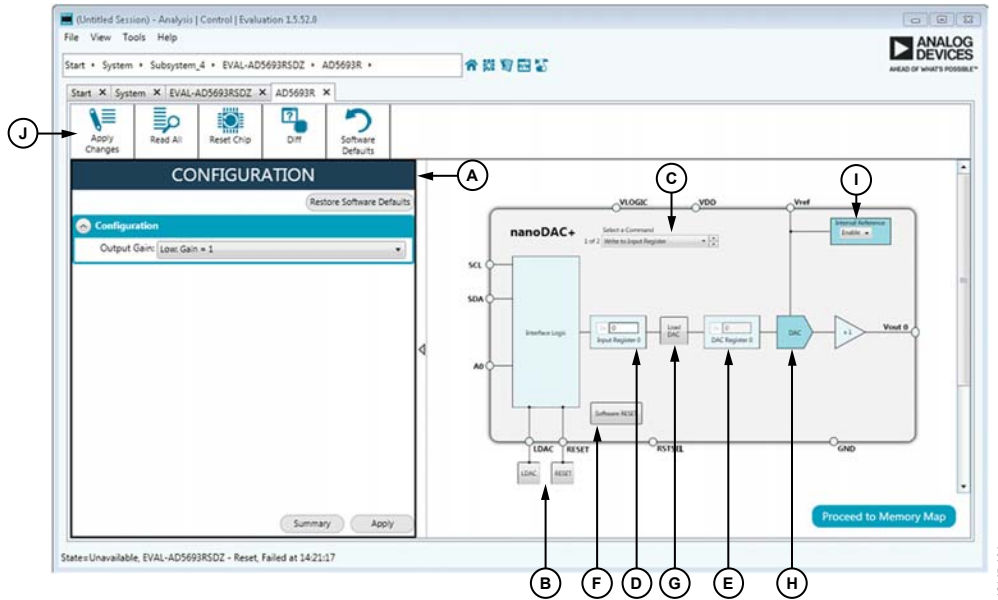 (Untitled Session) - Analysis | Control | Evaluation 1.5.52.0
File View Tools Help
Start System Subsystem_4 EVAL-AD5693RSDZ AD5693R
ANALOG
DEVICES
AHEAD OF WHAT'S POSSIBLE™
Start System EVAL-AD5693RSDZ AD5693R
J
Apply Changes
Read All
Reset Chip
Diff
Software Defaults
CONFIGURATION
A
Restore Software Defaults
Configuration
Output Gain: Low: Gain = 1
Summary Apply
C
I
VLOGIC VDD Vref
Internal Reference
Enable
nanoDAC+
Select a Command
1 of 2 Write to Input Register
SCL
SDA
A0
Interface Logic
0
Input Register 0
Load DAC
0
DAC Register 0
DAC
x 1
Vout 0
Software RESET
LDAC RESET RSTSEL GND
LDAC RESET
Proceed to Memory Map
State=Unavailable, EVAL-AD5693RSDZ - Reset, Failed at 14:21:17
B F D G E H